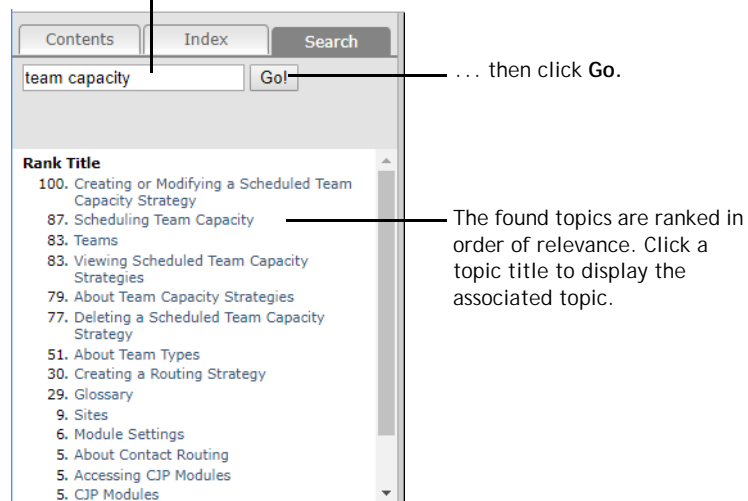 Contents Index Search
team capacity Go!
... then click Go.
Rank Title
100. Creating or Modifying a Scheduled Team
Capacity Strategy
87. Scheduling Team Capacity
83. Teams
83. Viewing Scheduled Team Capacity
Strategies
79. About Team Capacity Strategies
77. Deleting a Scheduled Team Capacity
Strategy
51. About Team Types
30. Creating a Routing Strategy
29. Glossary
9. Sites
6. Module Settings
5. About Contact Routing
5. Accessing CJP Modules
5. CJP Modules
The found topics are ranked in
order of relevance. Click a
topic title to display the
associated topic.